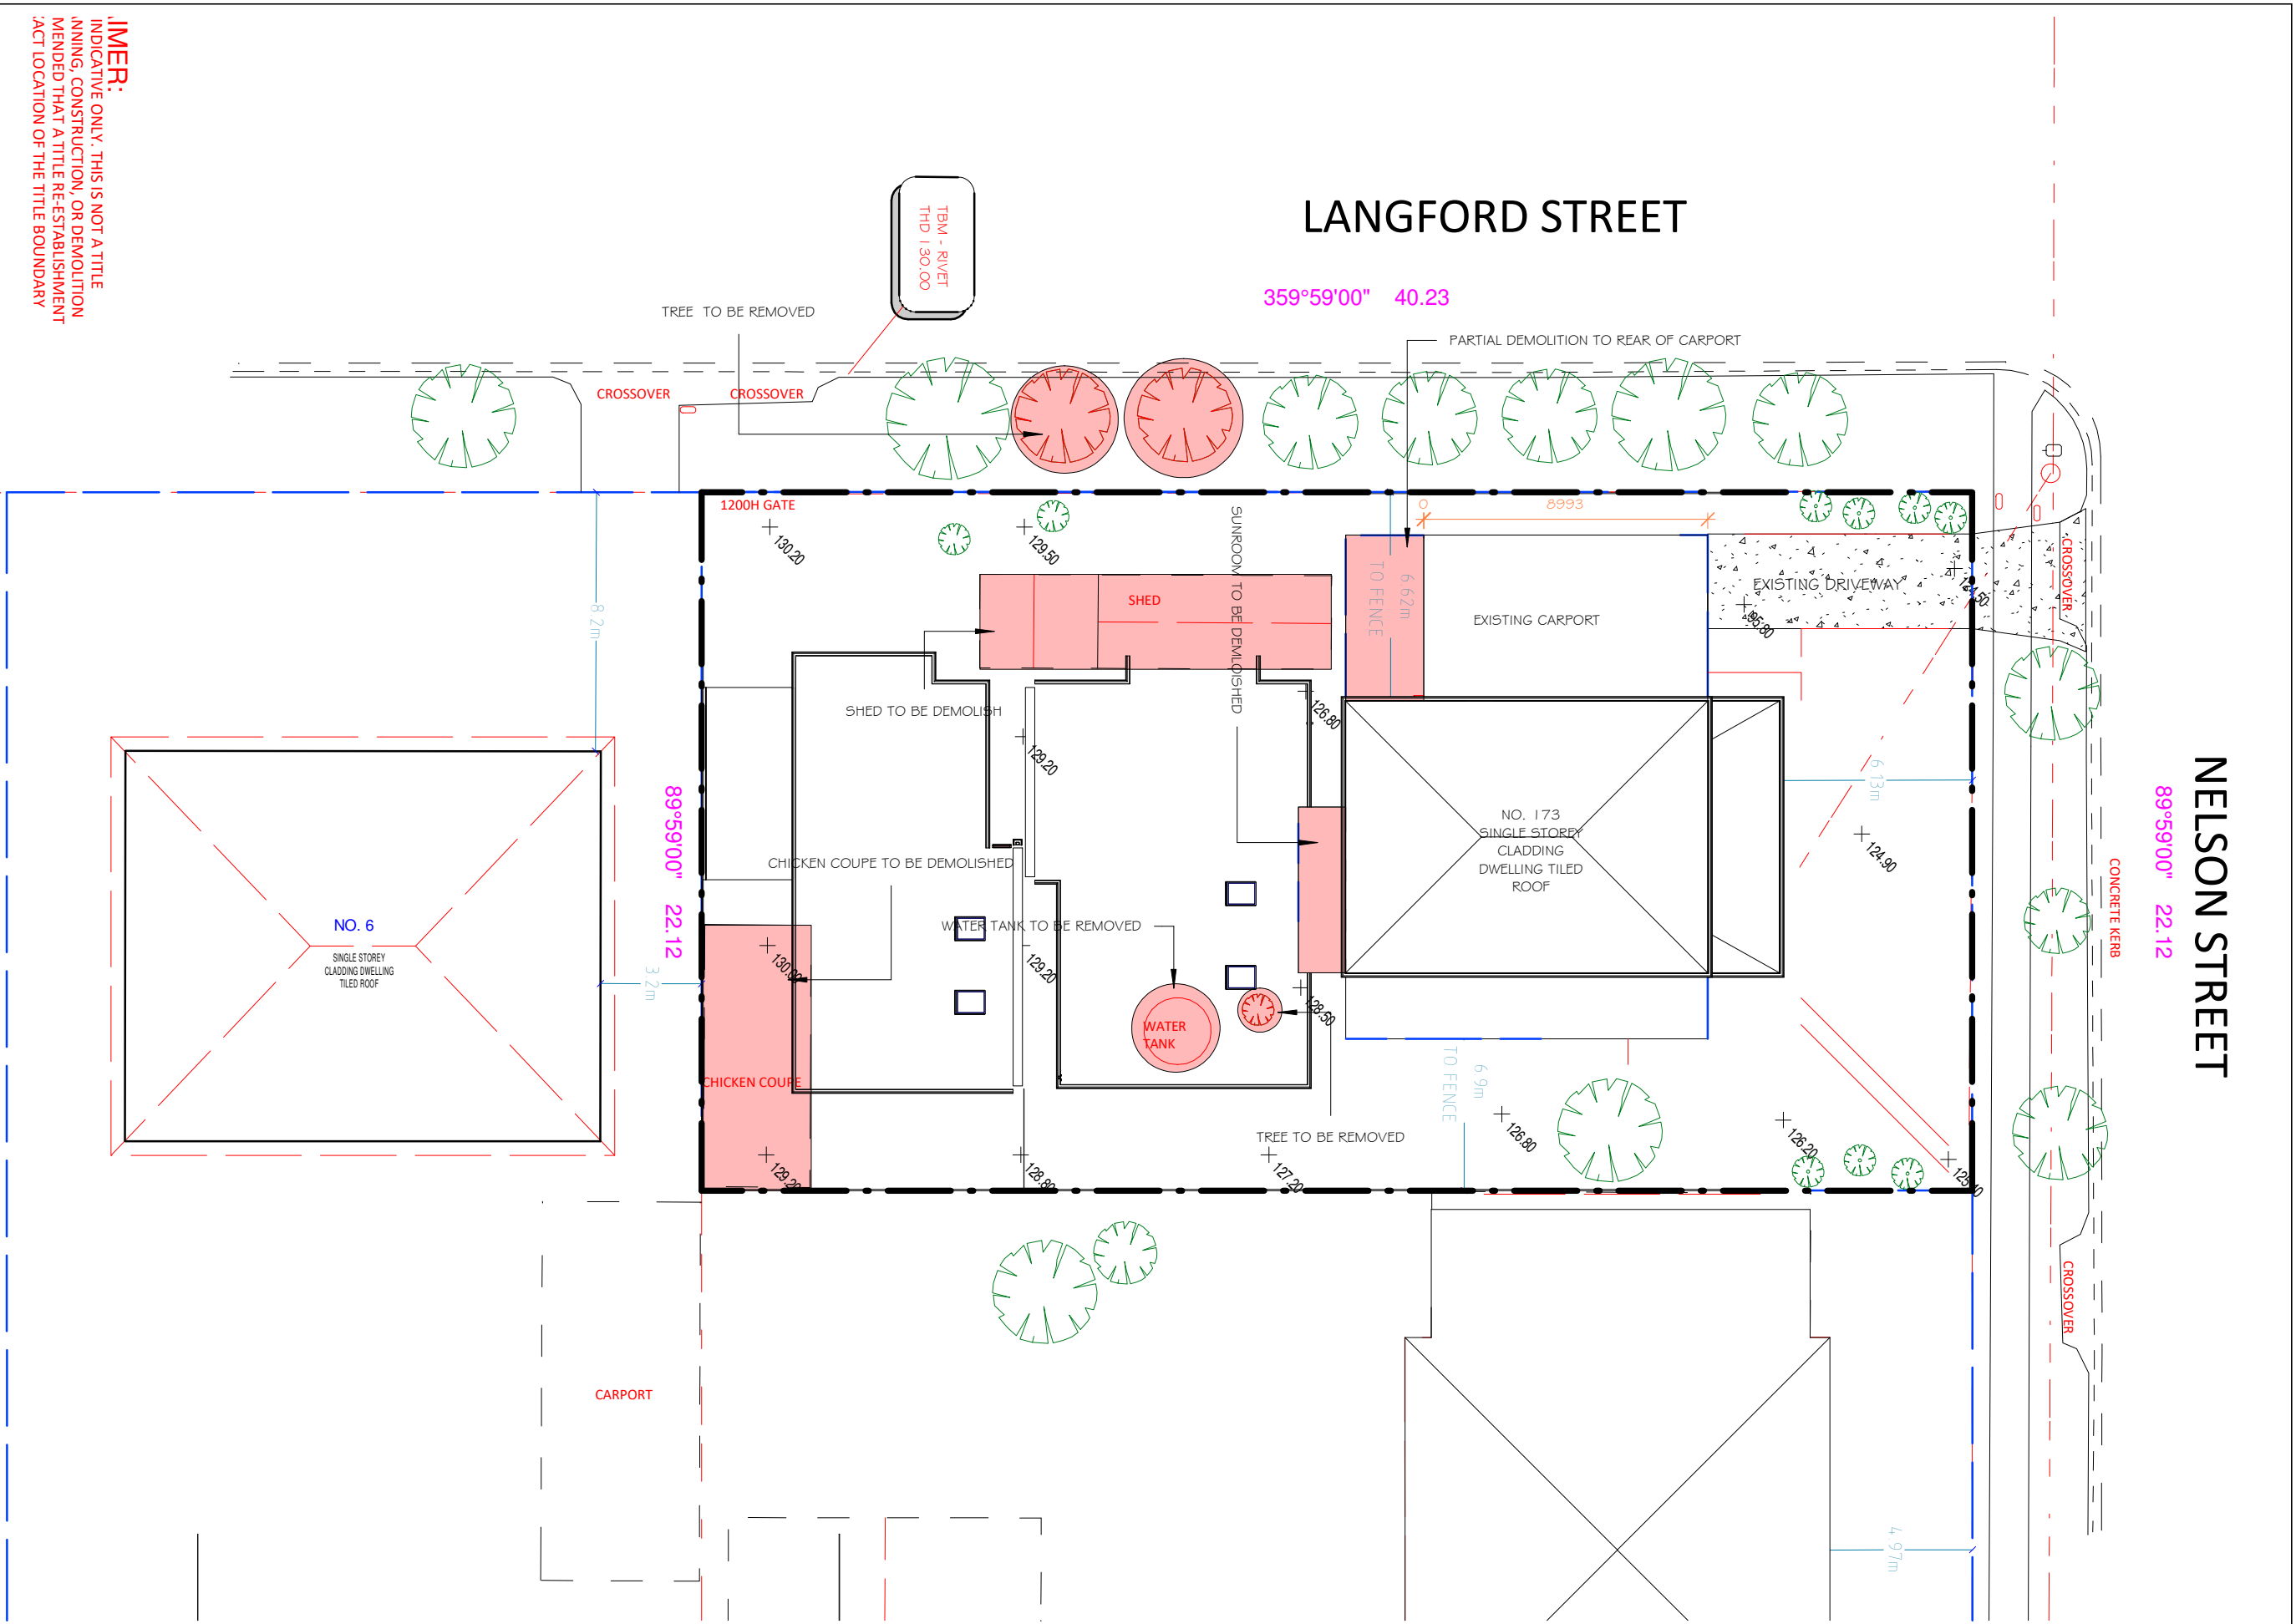 IMER:
INDICATIVE ONLY. THIS IS NOT A TITLE
NNING, CONSTRUCTION, OR DEMOLITION
MENDED THAT A TITLE RE-ESTABLISHMENT
ACT LOCATION OF THE TITLE BOUNDARY
TBM - RIVET
THD 130.00
LANGFORD STREET
359°59'00" 40.23
TREE TO BE REMOVED
PARTIAL DEMOLITION TO REAR OF CARPORT
CROSSOVER
CROSSOVER
1200H GATE
130.20
129.50
SUNROOM TO BE DEMLOISHED
0
8993
6.62m
TO FENCE
SHED
EXISTING CARPORT
EXISTING DRIVEWAY
95.80
CROSSOVER
8.2m
SHED TO BE DEMOLISH
126.80
129.20
6.13m
NELSON STREET
89°59'00" 22.12
89°59'00" 22.12
CONCRETE KERB
NO. 173
SINGLE STOREY
CLADDING
DWELLING TILED
ROOF
124.90
CHICKEN COUPE TO BE DEMOLISHED
WATER TANK TO BE REMOVED
NO. 6
SINGLE STOREY
CLADDING DWELLING
TILED ROOF
3.2m
129.20
128.50
WATER
TANK
CHICKEN COUPE
6.9m
TO FENCE
126.80
126.20
TREE TO BE REMOVED
129.20
128.80
127.20
CROSSOVER
CARPORT
4.97m